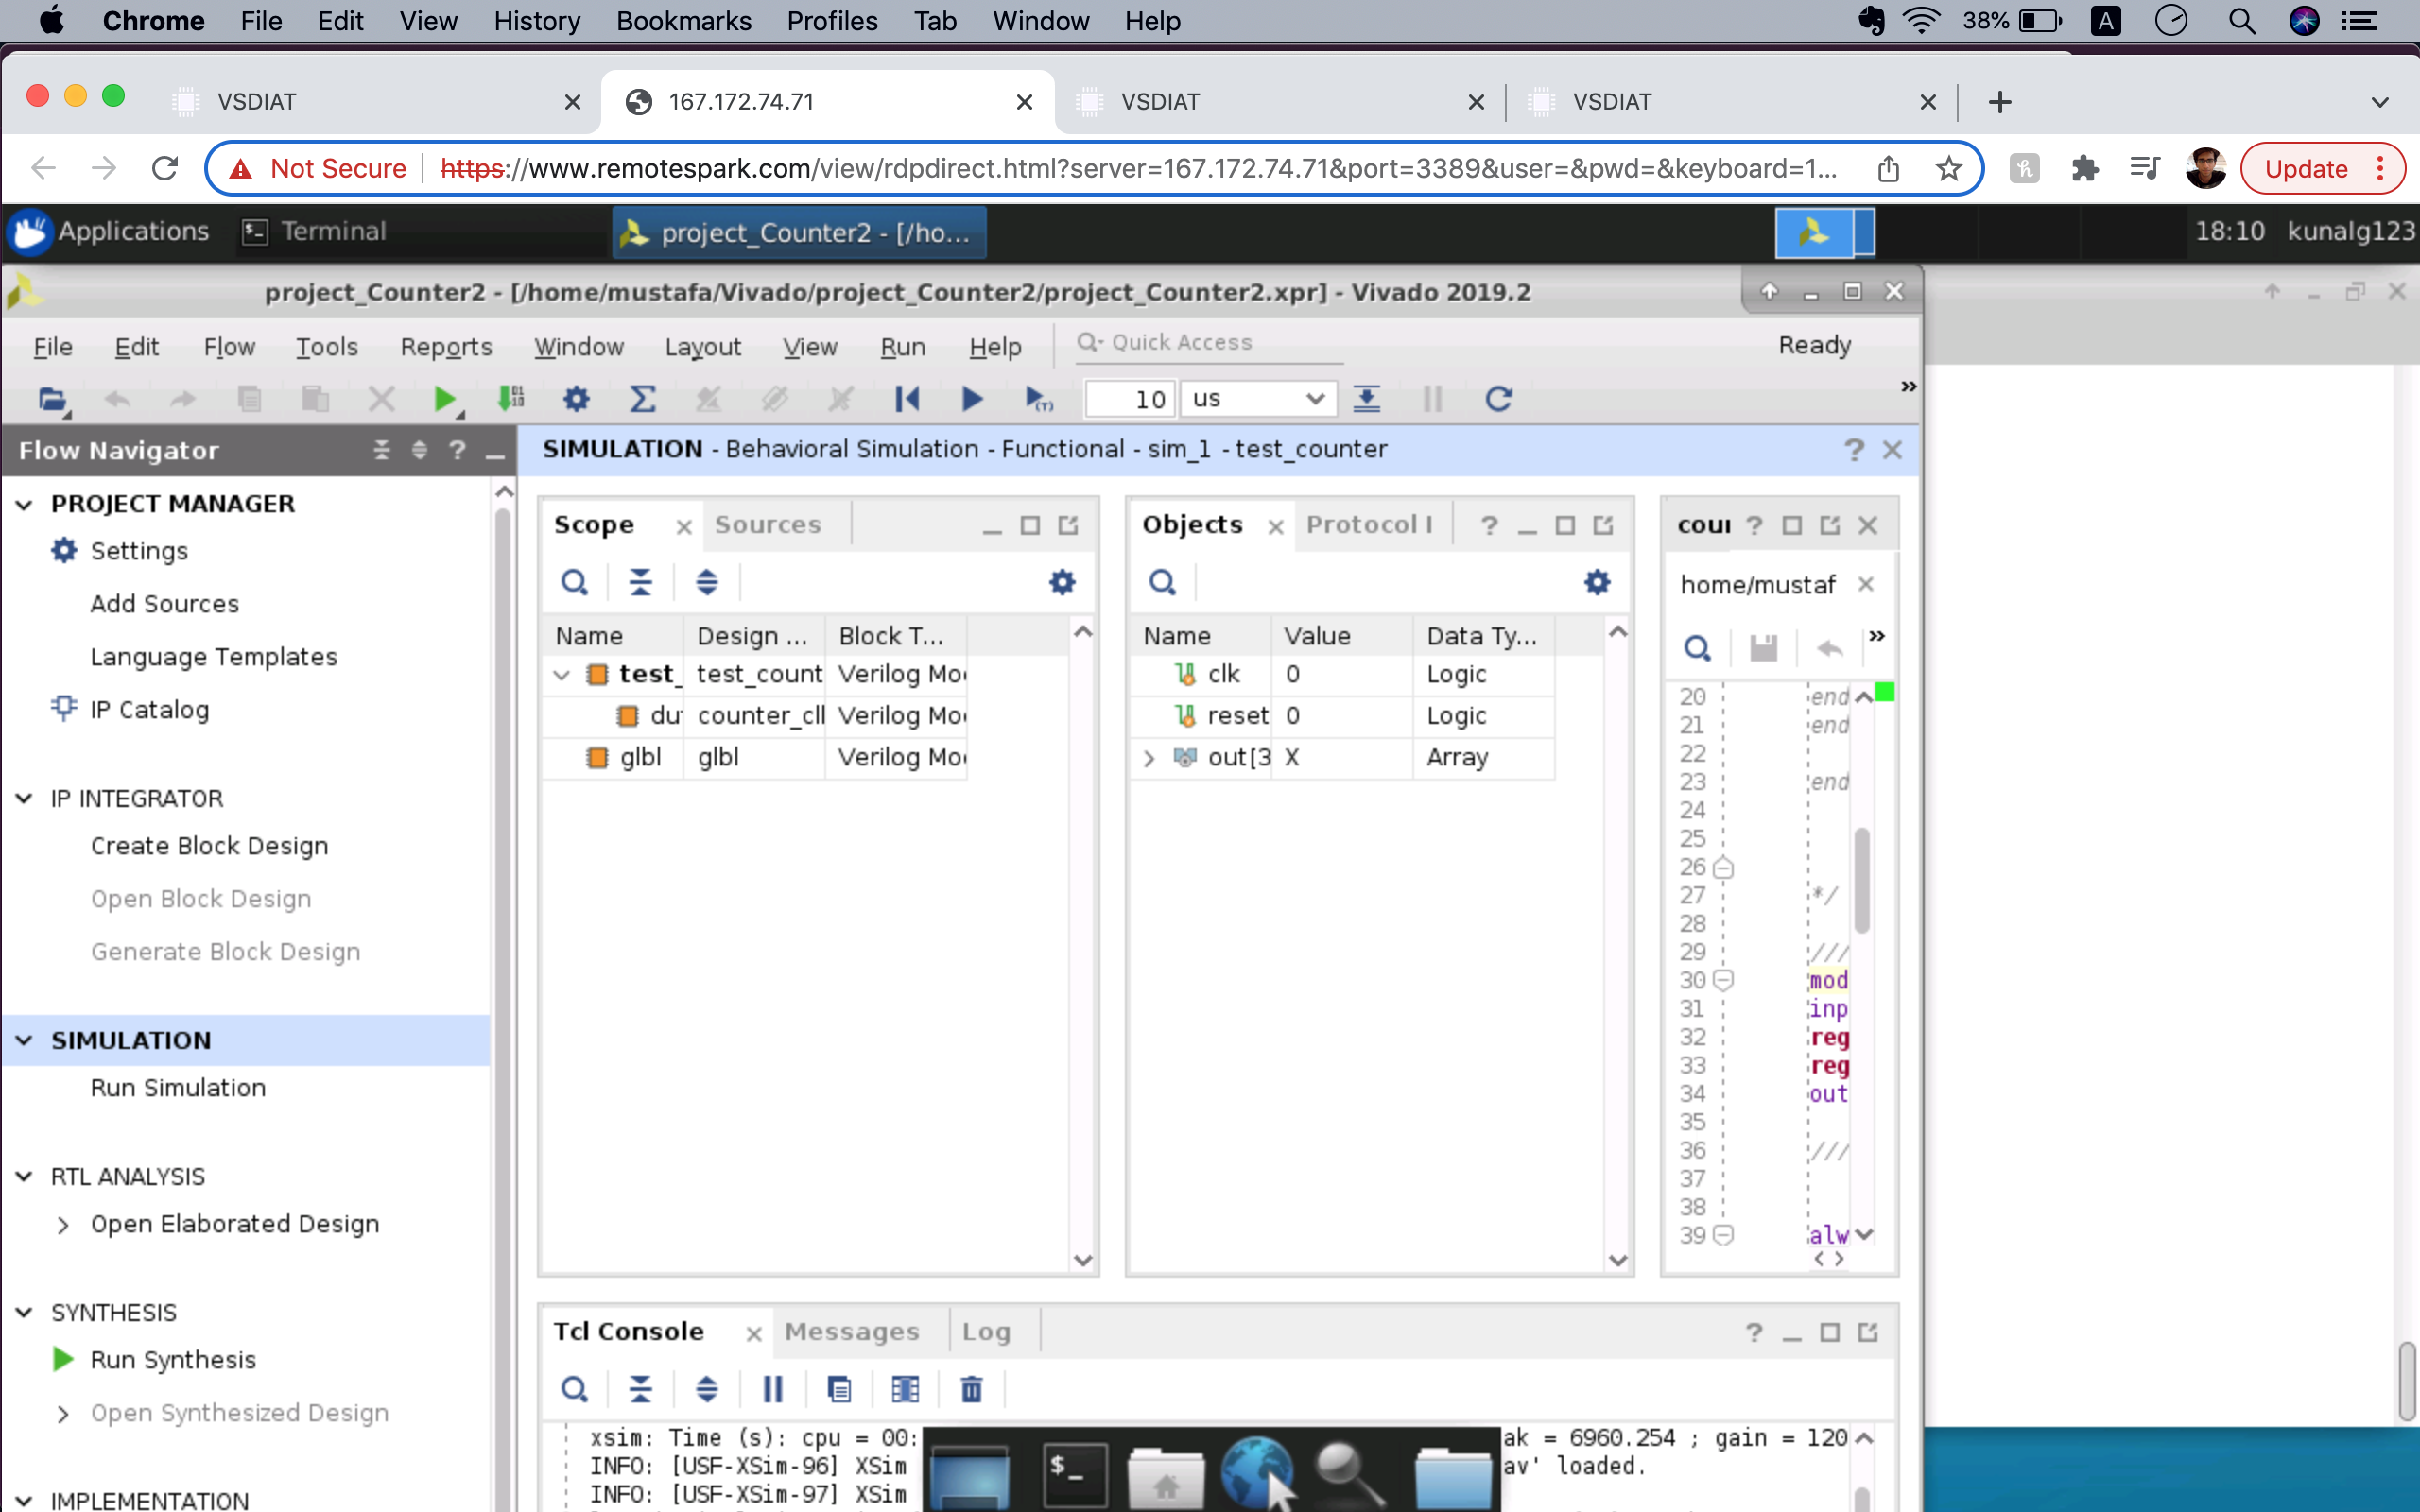 Chrome File Edit View History Bookmarks Profiles Tab Window Help 38% A
VSDIAT 167.172.74.71 VSDIAT VSDIAT
Not Secure https://www.remotespark.com/view/rdpdirect.html?server=167.172.74.71&port=3389&user=&pwd=&keyboard=1... Update
Applications Terminal project_Counter2 - [/ho... 18:10 kunalg123
project_Counter2 - [/home/mustafa/Vivado/project_Counter2/project_Counter2.xpr] - Vivado 2019.2
File Edit Flow Tools Reports Window Layout View Run Help Quick Access Ready
10 us
Flow Navigator
SIMULATION - Behavioral Simulation - Functional - sim_1 - test_counter
PROJECT MANAGER
Settings
Add Sources
Language Templates
IP Catalog
IP INTEGRATOR
Create Block Design
Open Block Design
Generate Block Design
SIMULATION
Run Simulation
RTL ANALYSIS
Open Elaborated Design
SYNTHESIS
Run Synthesis
Open Synthesized Design
IMPLEMENTATION
Scope Sources
Name Design ... Block T...
test_ test_count Verilog Mo
du counter_cl Verilog Mo
glbl glbl Verilog Mo
Objects Protocol I
Name Value Data Ty...
clk 0 Logic
reset 0 Logic
out[3 X Array
cour
home/mustaf
20 end
21 end
22
23 end
24
25
26
27 */
28
29 ///
30 mod
31 inp
32 reg
33 reg
34 out
35
36 ///
37
38
39 alw
Tcl Console Messages Log
xsim: Time (s): cpu = 00: ak = 6960.254 ; gain = 120
INFO: [USF-XSim-96] XSim av' loaded.
INFO: [USF-XSim-97] XSim